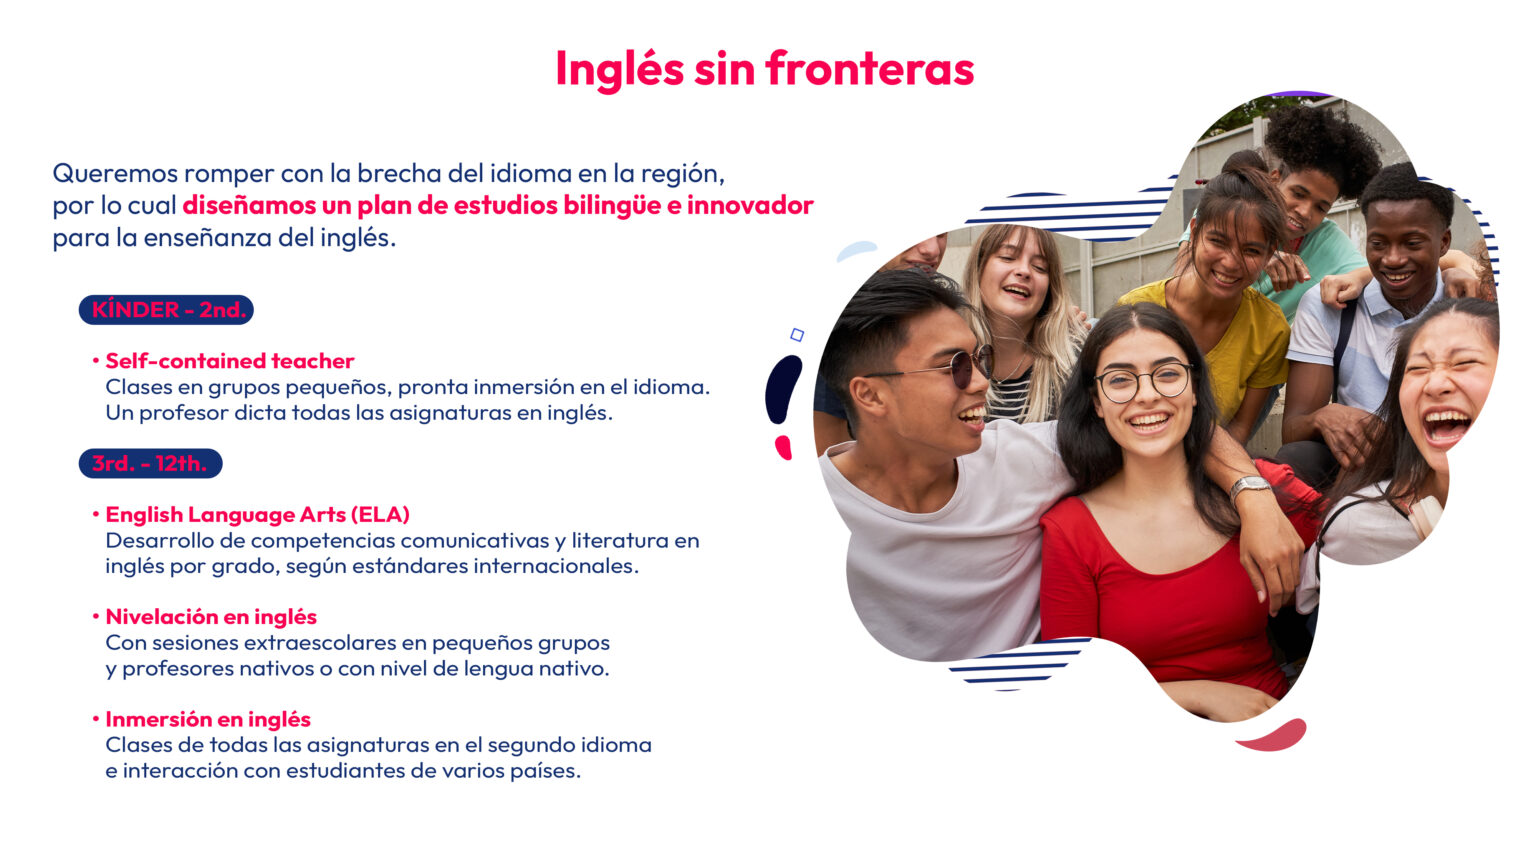 Inglés sin fronteras
Queremos romper con la brecha del idioma en la región,
por lo cual diseñamos un plan de estudios bilingüe e innovador
para la enseñanza del inglés.
KÍNDER - 2nd.
• Self-contained teacher
Clases en grupos pequeños, pronta inmersión en el idioma.
Un profesor dicta todas las asignaturas en inglés.
3rd. - 12th.
• English Language Arts (ELA)
Desarrollo de competencias comunicativas y literatura en
inglés por grado, según estándares internacionales.
• Nivelación en inglés
Con sesiones extraescolares en pequeños grupos
y profesores nativos o con nivel de lengua nativo.
• Inmersión en inglés
Clases de todas las asignaturas en el segundo idioma
e interacción con estudiantes de varios países.